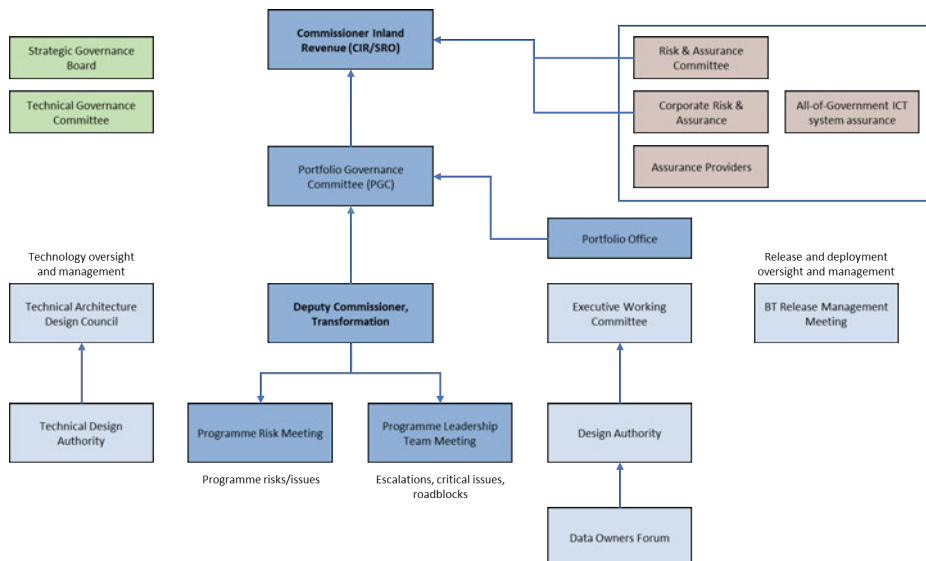 Commissioner Inland
Revenue (CIR/SRO)
Strategic Governance
Board
Risk & Assurance
Committee
Technical Governance
Committee
Corporate Risk &
Assurance
All-of-Government ICT
system assurance
Portfolio Governance
Committee (PGC)
Assurance Providers
Portfolio Office
Technology oversight
and management
Release and deployment
oversight and management
Technical Architecture
Design Council
Deputy Commissioner,
Transformation
Executive Working
Committee
BT Release Management
Meeting
Technical Design
Authority
Programme Risk Meeting
Programme Leadership
Team Meeting
Design Authority
Programme risks/issues
Escalations, critical issues,
roadblocks
Data Owners Forum